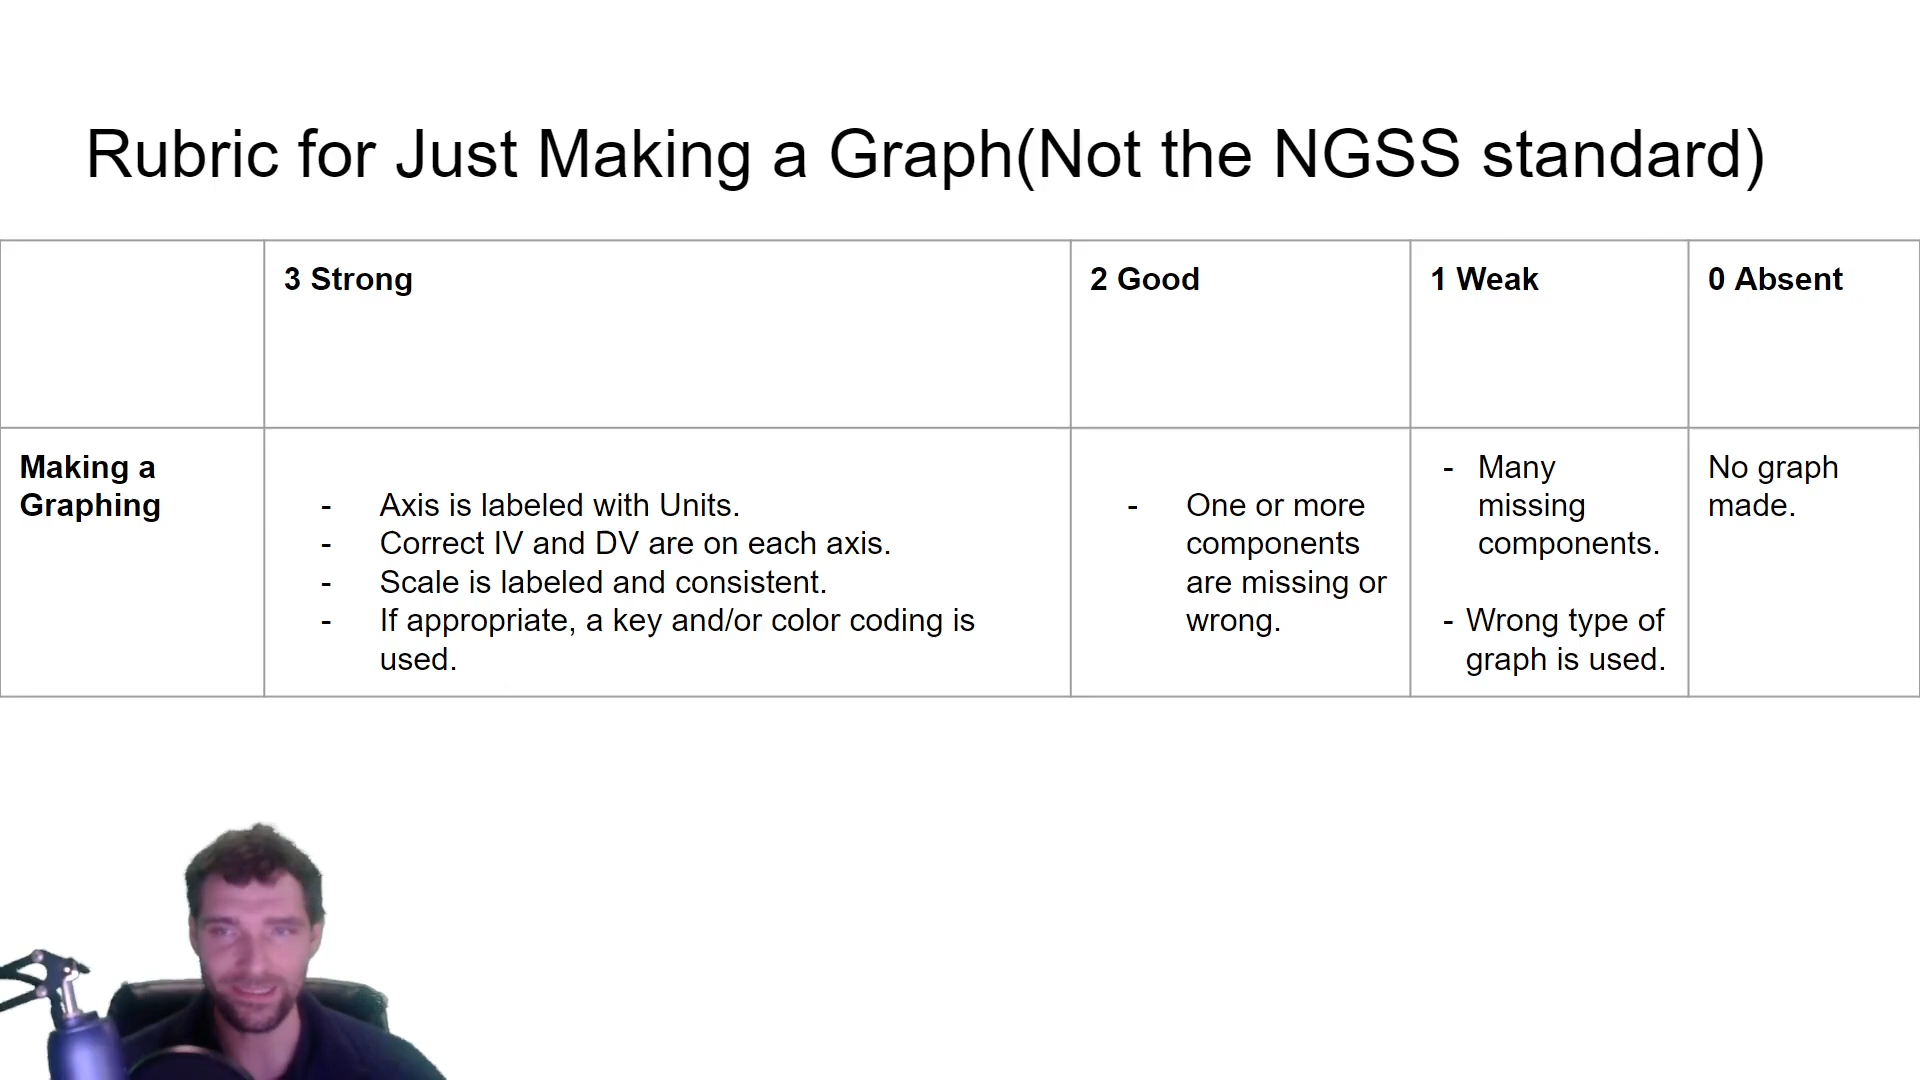 Rubric for Just Making a Graph(Not the NGSS standard)
3 Strong
2 Good
1 Weak
0 Absent
Making a
Graphing
- Axis is labeled with Units.
- Correct IV and DV are on each axis.
- Scale is labeled and consistent.
- If appropriate, a key and/or color coding is
used.
- One or more
components
are missing or
wrong.
- Many
missing
components.
- Wrong type of
graph is used.
No graph
made.